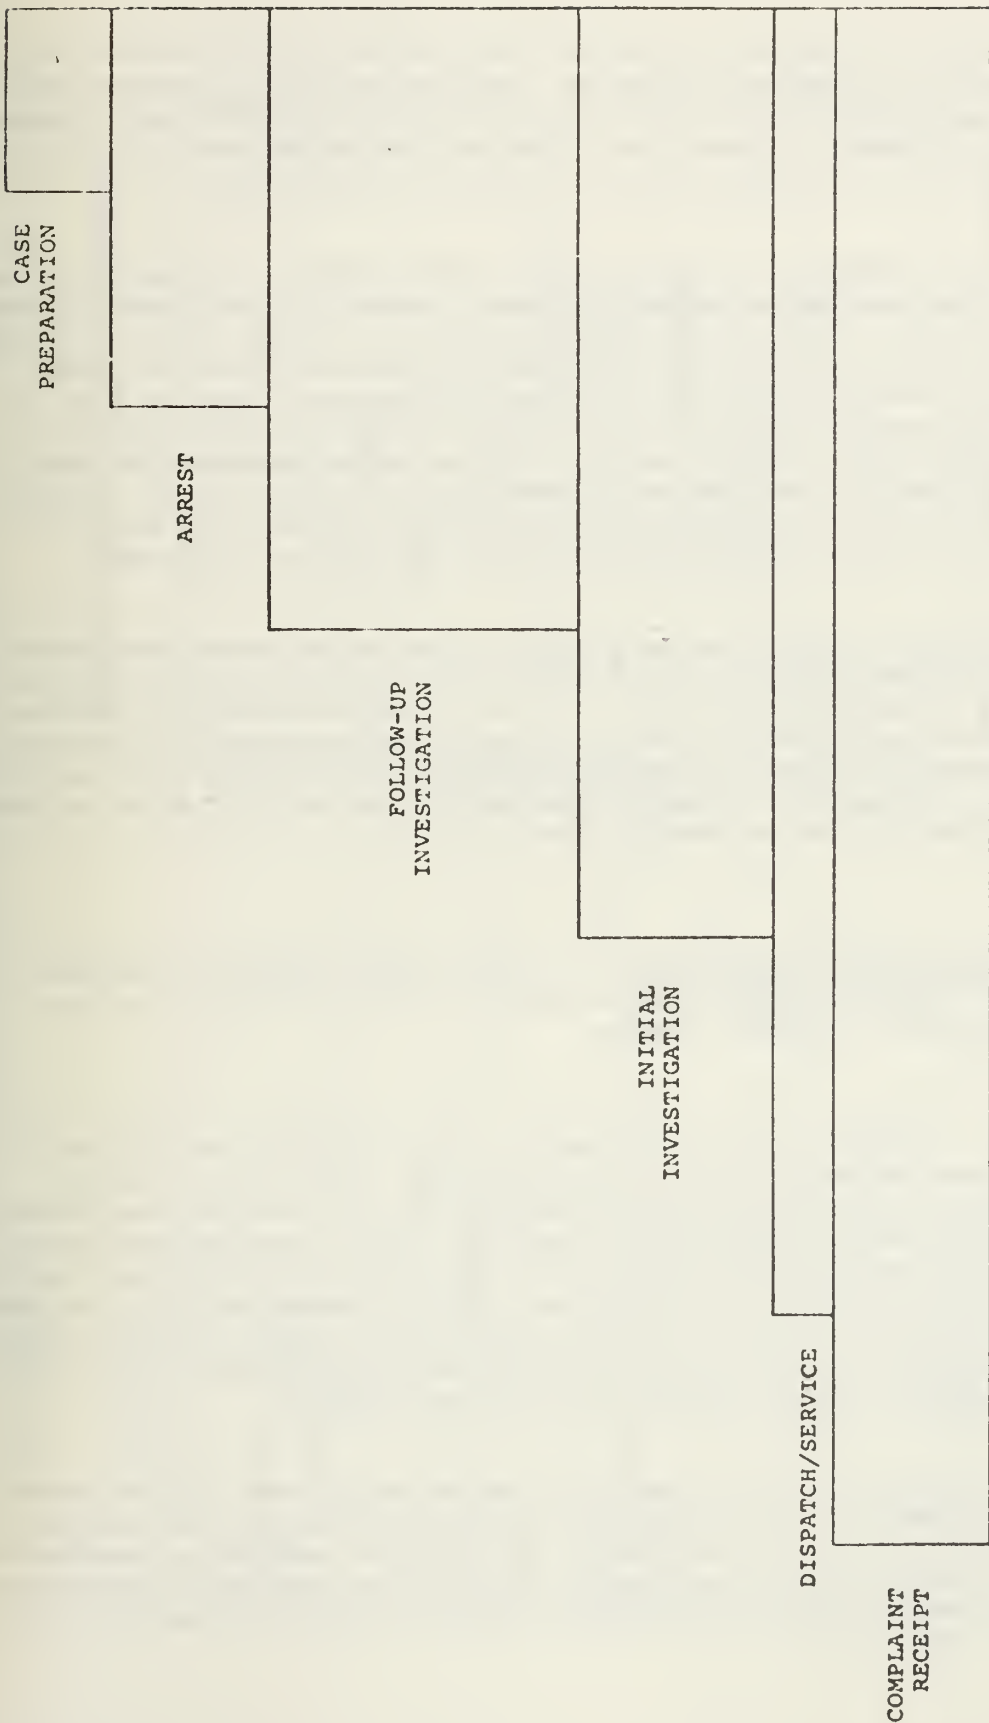 CASE
PREPARATION
ARREST
FOLLOW-UP
INVESTIGATION
INITIAL
INVESTIGATION
DISPATCH/SERVICE
COMPLAINT
RECEIPT